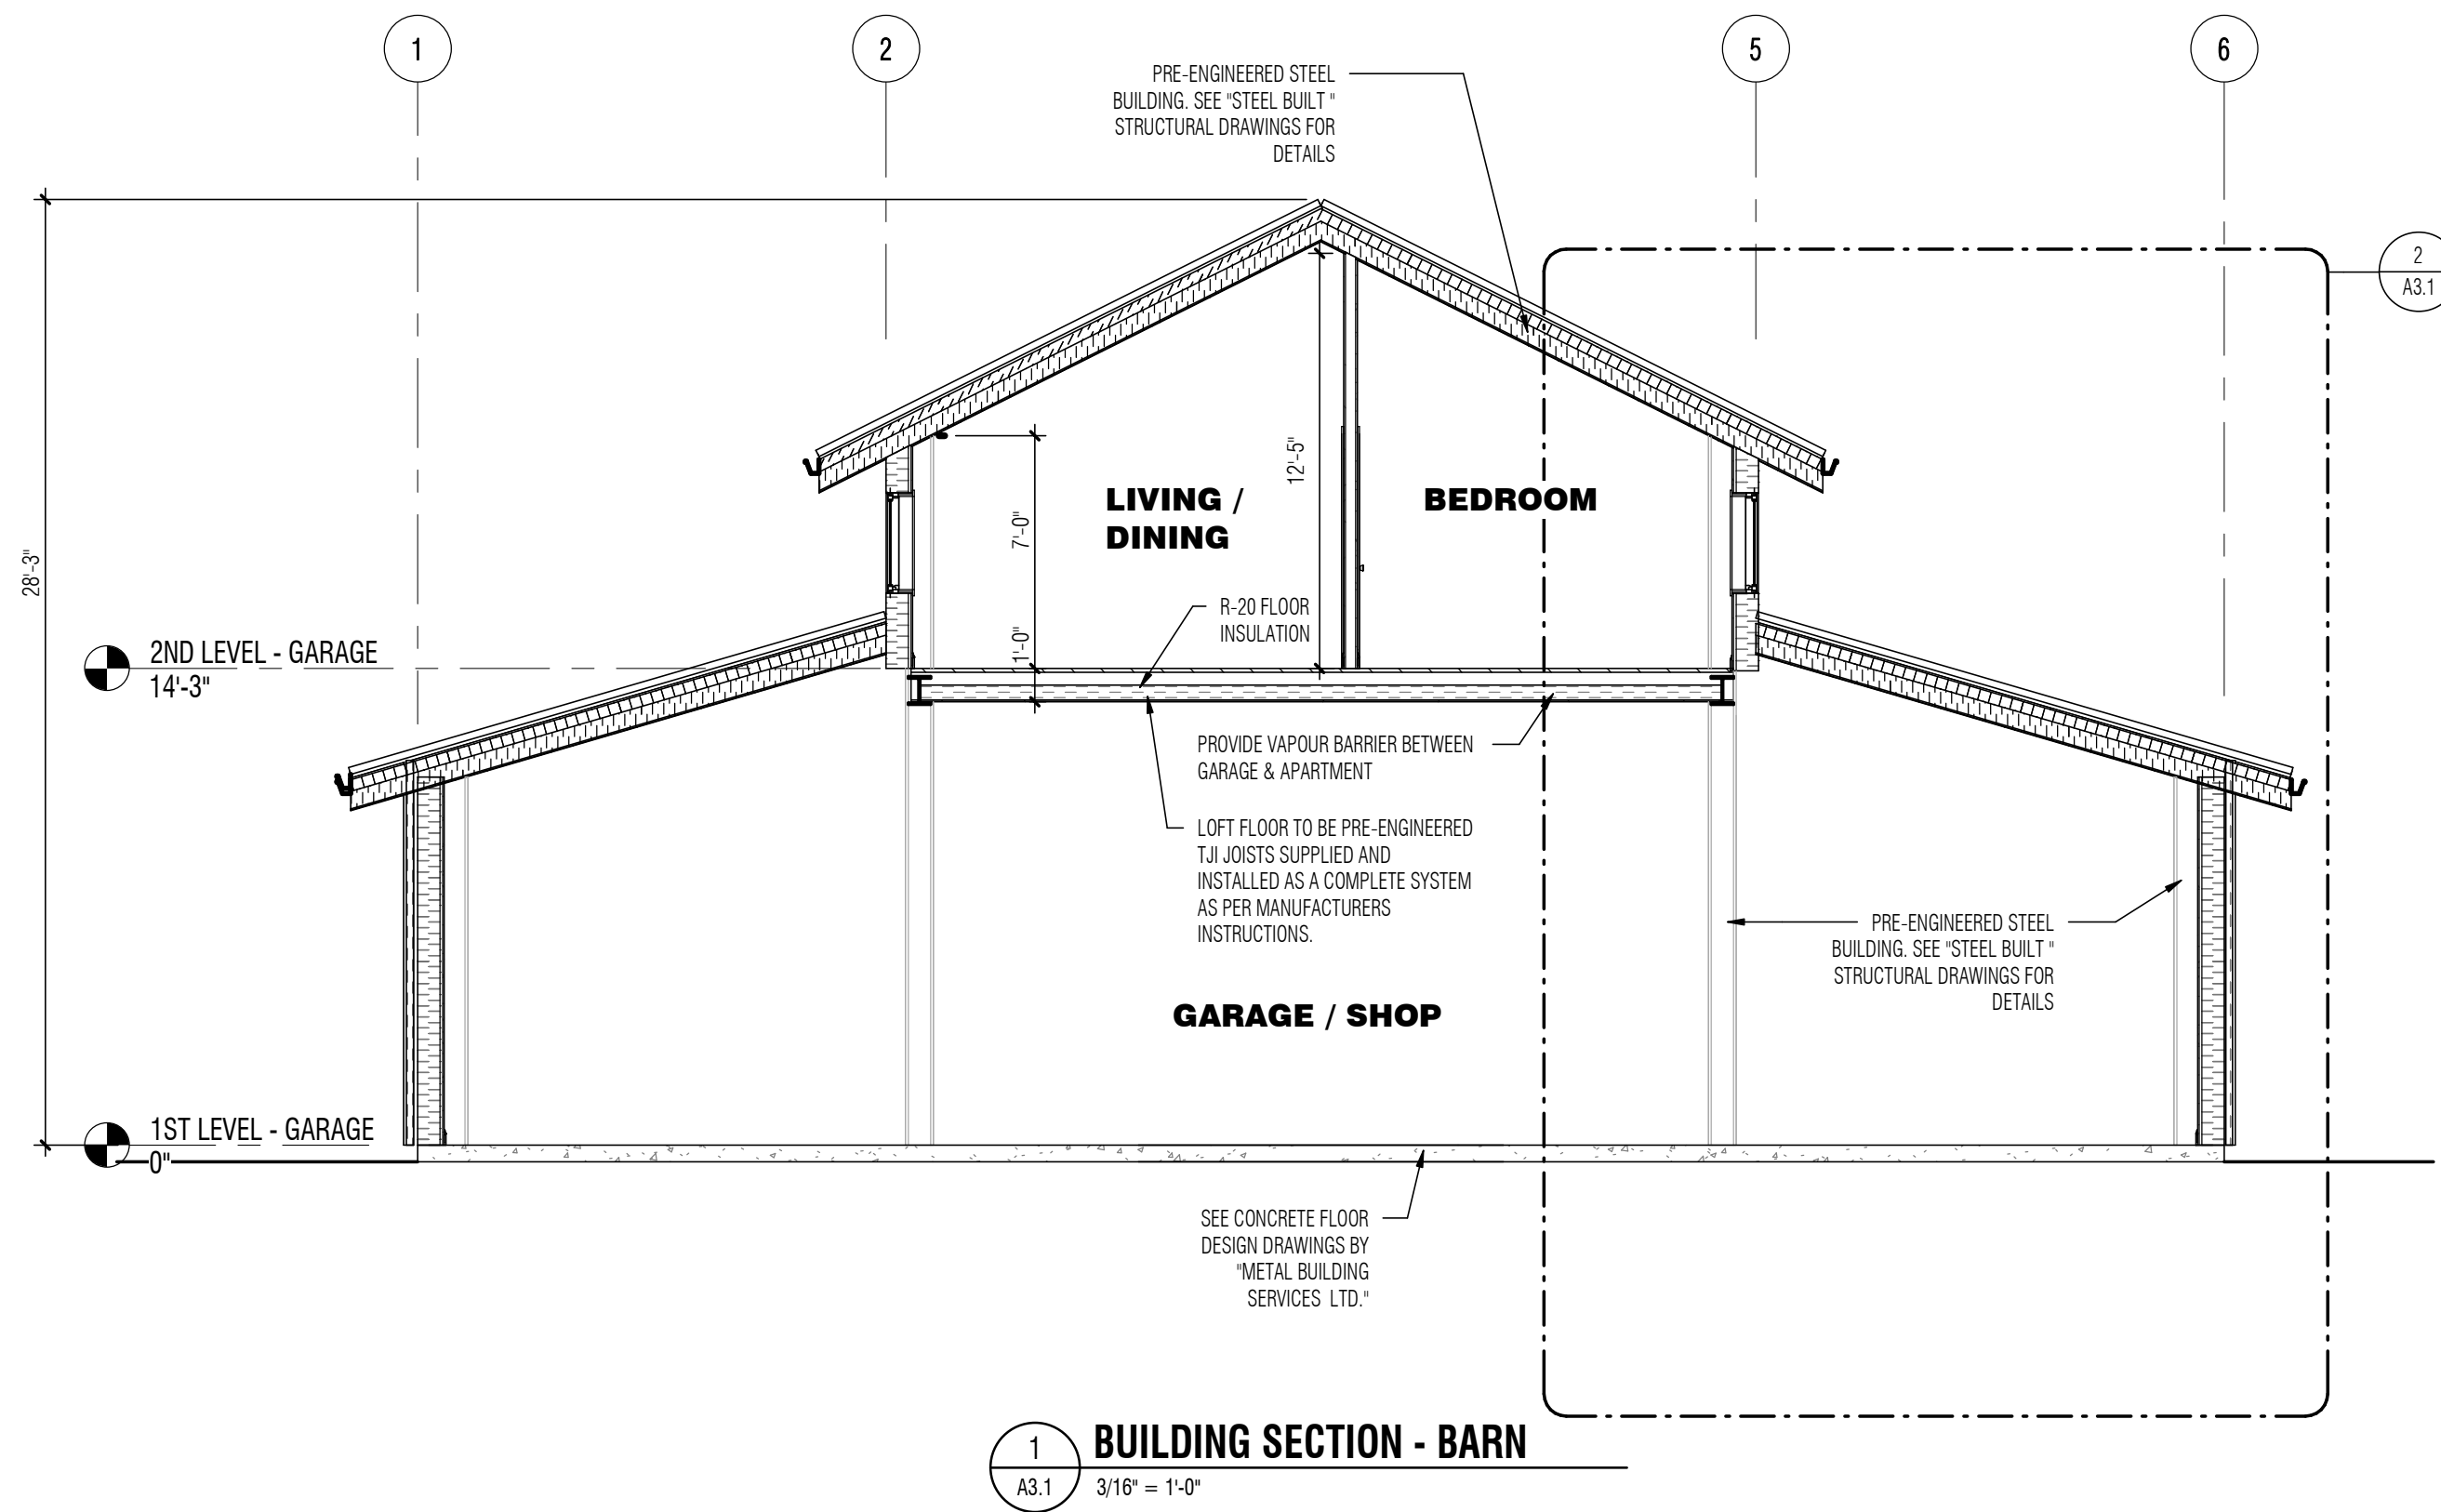 1
2
5
6
PRE-ENGINEERED STEEL
BUILDING. SEE "STEEL BUILT "
STRUCTURAL DRAWINGS FOR
DETAILS
2
A3.1
28'-3"
12'-5"
7'-0"
1'-0"
LIVING /
DINING
BEDROOM
R-20 FLOOR
INSULATION
2ND LEVEL - GARAGE
14'-3"
PROVIDE VAPOUR BARRIER BETWEEN
GARAGE & APARTMENT
LOFT FLOOR TO BE PRE-ENGINEERED
TJI JOISTS SUPPLIED AND
INSTALLED AS A COMPLETE SYSTEM
AS PER MANUFACTURERS
INSTRUCTIONS.
PRE-ENGINEERED STEEL
BUILDING. SEE "STEEL BUILT "
STRUCTURAL DRAWINGS FOR
DETAILS
GARAGE / SHOP
1ST LEVEL - GARAGE
0"
SEE CONCRETE FLOOR
DESIGN DRAWINGS BY
"METAL BUILDING
SERVICES LTD."
1
A3.1
BUILDING SECTION - BARN
3/16" = 1'-0"